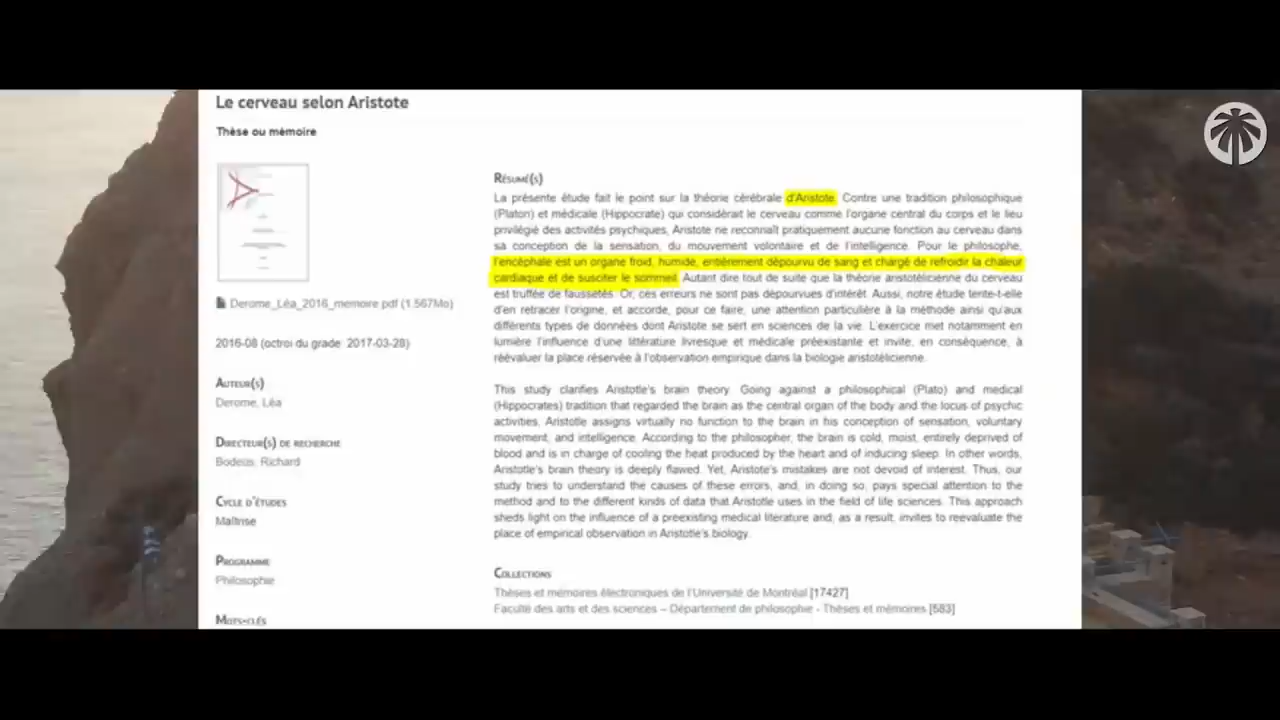 Le cerveau selon Aristote
Thèse ou mémoire
Derome_Léa_2016_memoire.pdf (1.567Mo)
2016-08 (octroi du grade: 2017-03-28)
Auteur(s)
Derome, Léa
Directeur(s) de recherche
Bodéüs, Richard
Cycle d'études
Maîtrise
Programme
Philosophie
Mots-clés
Résumé(s)
La présente étude fait le point sur la théorie cérébrale d'Aristote. Contre une tradition philosophique
(Platon) et médicale (Hippocrate) qui considérait le cerveau comme l'organe central du corps et le lieu
privilégié des activités psychiques, Aristote ne reconnaît pratiquement aucune fonction au cerveau dans
sa conception de la sensation, du mouvement volontaire et de l'intelligence. Pour le philosophe,
l'encéphale est un organe froid, humide, entièrement dépourvu de sang et chargé de refroidir la chaleur
cardiaque et de susciter le sommeil. Autant dire tout de suite que la théorie aristotélicienne du cerveau
est truffée de faussetés. Or, ces erreurs ne sont pas dépourvues d'intérêt. Aussi, notre étude tente-t-elle
d'en retracer l'origine, et accorde, pour ce faire, une attention particulière à la méthode ainsi qu'aux
différents types de données dont Aristote se sert en sciences de la vie. L'exercice met notamment en
lumière l'influence d'une littérature livresque et médicale préexistante et invite, en conséquence, à
réévaluer la place réservée à l'observation empirique dans la biologie aristotélicienne.
This study clarifies Aristotle's brain theory. Going against a philosophical (Plato) and medical
(Hippocrates) tradition that regarded the brain as the central organ of the body and the locus of psychic
activities, Aristotle assigns virtually no function to the brain in his conception of sensation, voluntary
movement, and intelligence. According to the philosopher, the brain is cold, moist, entirely deprived of
blood and is in charge of cooling the heat produced by the heart and of inducing sleep. In other words,
Aristotle's brain theory is deeply flawed. Yet, Aristotle's mistakes are not devoid of interest. Thus, our
study tries to understand the causes of these errors, and, in doing so, pays special attention to the
method and to the different kinds of data that Aristotle uses in the field of life sciences. This approach
sheds light on the influence of a preexisting medical literature and, as a result, invites to reevaluate the
place of empirical observation in Aristotle's biology.
Collections
Thèses et mémoires électroniques de l'Université de Montréal [17427]
Faculté des arts et des sciences – Département de philosophie - Thèses et mémoires [583]